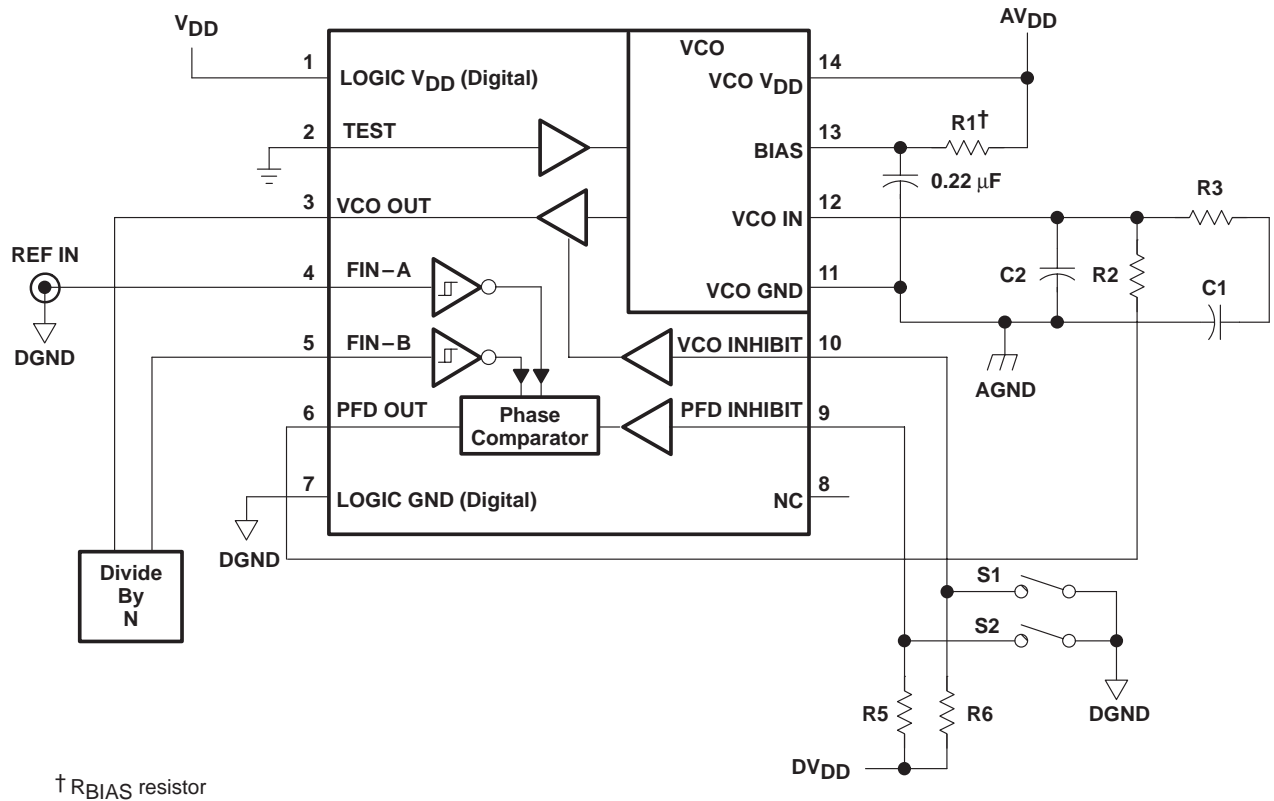 VDD
AVDD
1
LOGIC VDD (Digital)
VCO
VCO VDD
14
2
TEST
BIAS
13
R1†
0.22 μF
3
VCO OUT
VCO IN
12
R3
REF IN
4
FIN–A
VCO GND
11
C2
R2
C1
DGND
5
FIN–B
VCO INHIBIT
10
AGND
6
PFD OUT
Phase
Comparator
PFD INHIBIT
9
7
LOGIC GND (Digital)
NC
8
DGND
Divide
By
N
S1
S2
R5
R6
DGND
DVDD
† RBIAS resistor